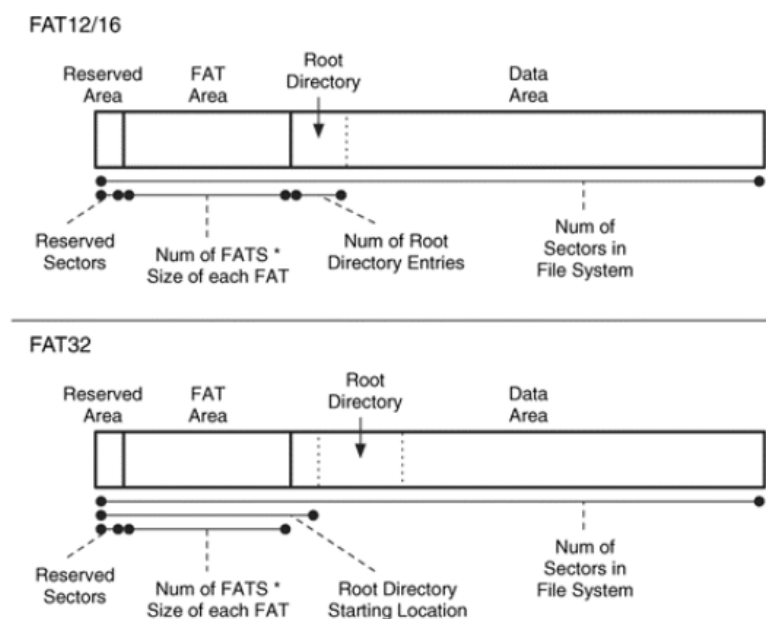 FAT12/16
Root
Directory
Reserved
Area
FAT
Area
Data
Area
Reserved
Sectors
Num of FATS *
Size of each FAT
Num of Root
Directory Entries
Num of
Sectors in
File System
FAT32
Root
Directory
Reserved
Area
FAT
Area
Data
Area
Reserved
Sectors
Num of FATS *
Size of each FAT
Root Directory
Starting Location
Num of
Sectors in
File System